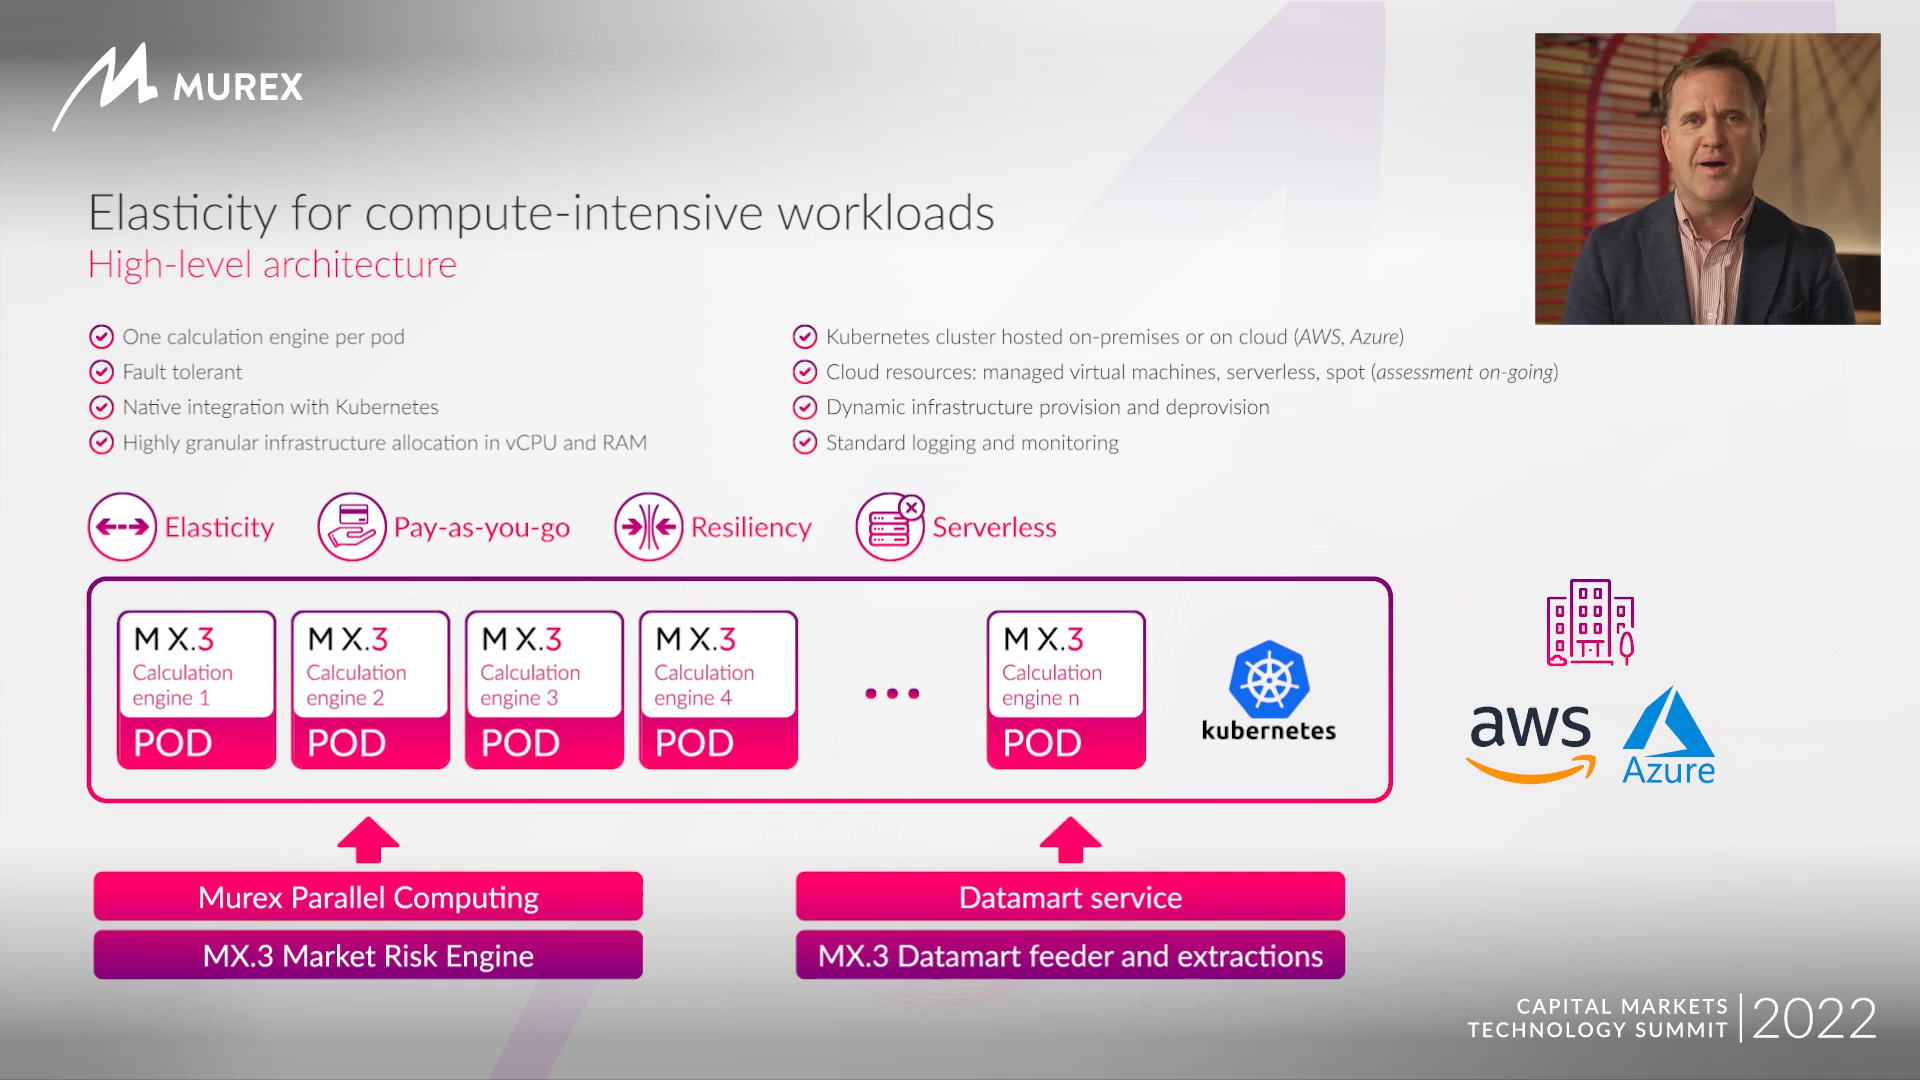 MUREX
Elasticity for compute-intensive workloads
High-level architecture
One calculation engine per pod
Fault tolerant
Native integration with Kubernetes
Highly granular infrastructure allocation in vCPU and RAM
Kubernetes cluster hosted on-premises or on cloud (AWS, Azure)
Cloud resources: managed virtual machines, serverless, spot (assessment on-going)
Dynamic infrastructure provision and deprovision
Standard logging and monitoring
Elasticity
Pay-as-you-go
Resiliency
Serverless
MX.3
Calculation
engine 1
POD
MX.3
Calculation
engine 2
POD
MX.3
Calculation
engine 3
POD
MX.3
Calculation
engine 4
POD
...
MX.3
Calculation
engine n
POD
kubernetes
aws
Azure
Murex Parallel Computing
MX.3 Market Risk Engine
Datamart service
MX.3 Datamart feeder and extractions
CAPITAL MARKETS
TECHNOLOGY SUMMIT
2022